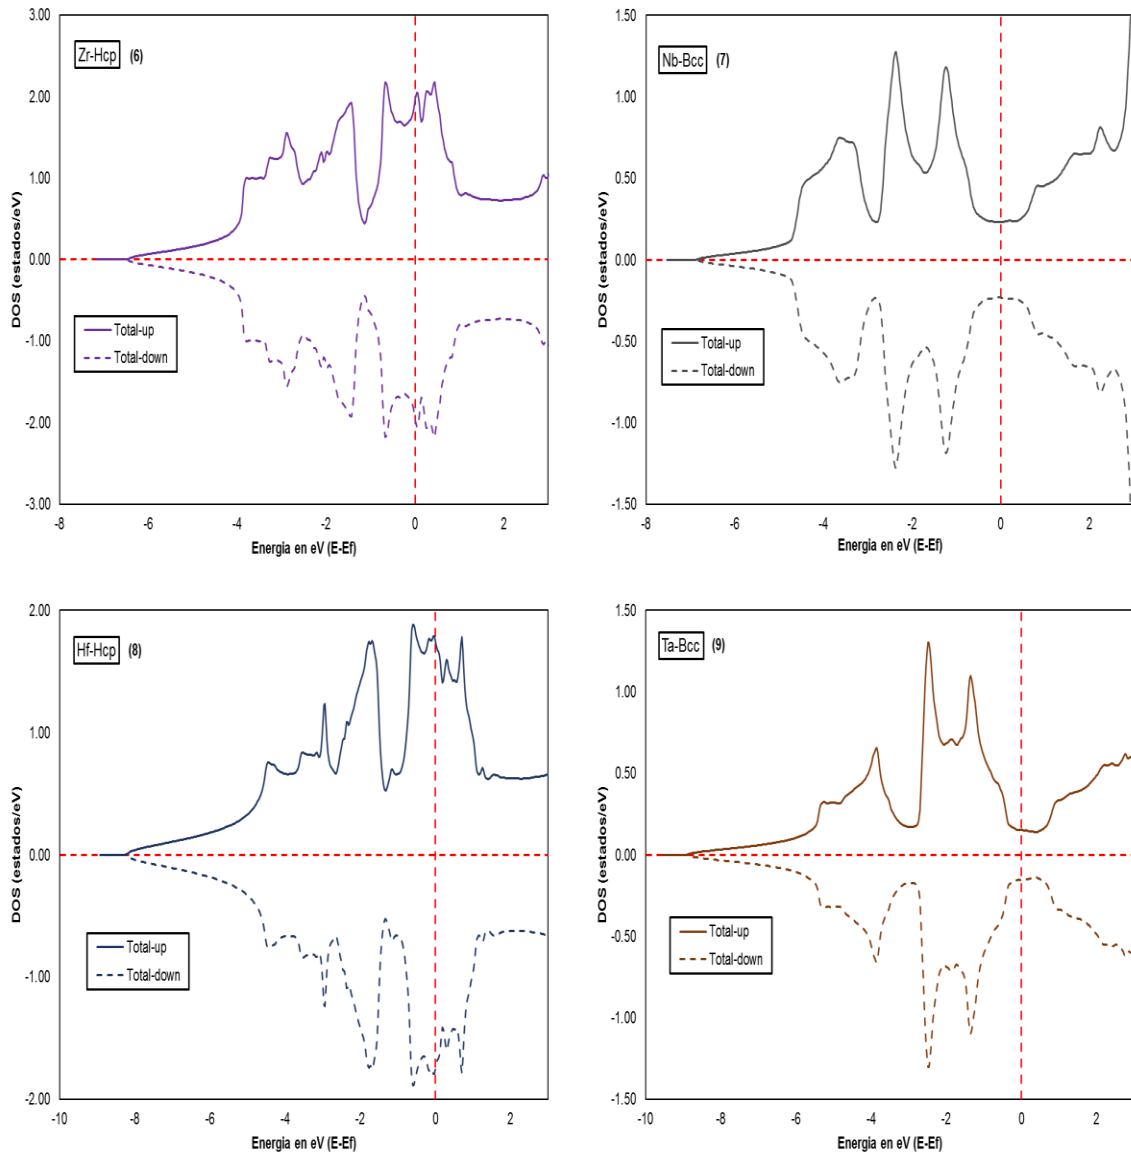 3.00
2.00
1.00
0.00
-1.00
-2.00
-3.00
DOS (estados/eV)
Zr-Hcp (6)
Total-up
Total-down
-8 -6 -4 -2 0 2
Energia en eV (E-Ef)
1.50
1.00
0.50
0.00
-0.50
-1.00
-1.50
DOS (estados/eV)
Nb-Bcc (7)
Total-up
Total-down
-8 -6 -4 -2 0 2
Energia en eV (E-Ef)
2.00
1.00
0.00
-1.00
-2.00
DOS (estados/eV)
Hf-Hcp (8)
Total-up
Total-down
-10 -8 -6 -4 -2 0 2
Energia en eV (E-Ef)
1.50
1.00
0.50
0.00
-0.50
-1.00
-1.50
DOS (estados/eV)
Ta-Bcc (9)
Total-up
Total-down
-10 -8 -6 -4 -2 0 2
Energia en eV (E-Ef)